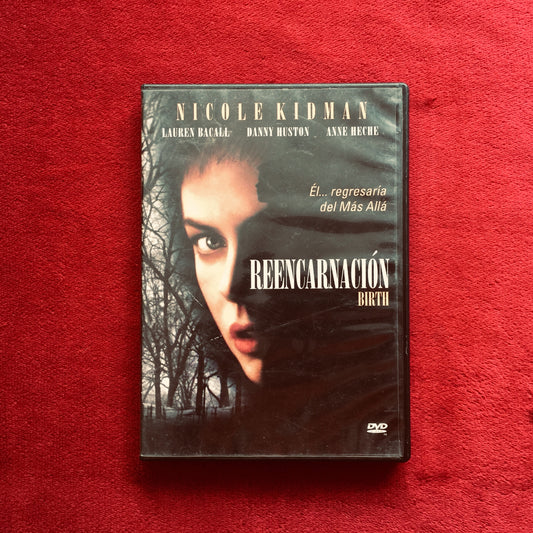 NICOLE KIDMAN
LAUREN BACALL DANNY HUSTON ANNE HECHE
Él... regresaría
del Más Allá
REENCARNACIÓN
BIRTH
DVD